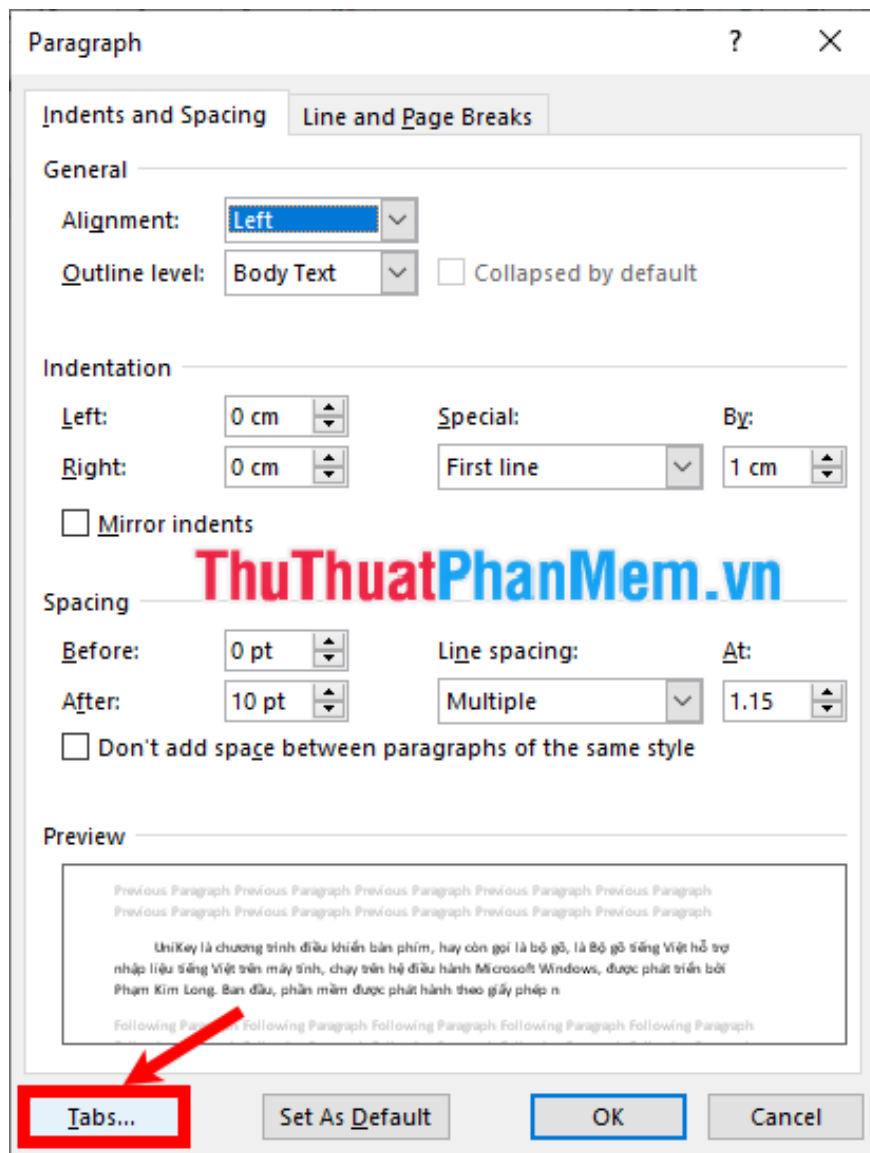 Paragraph ? ×
Indents and Spacing Line and Page Breaks
General
Alignment: Left
Outline level: Body Text Collapsed by default
Indentation
Left: 0 cm Special: By:
Right: 0 cm First line 1 cm
Mirror indents
ThuThuatPhanMem.vn
Spacing
Before: 0 pt Line spacing: At:
After: 10 pt Multiple 1.15
Don't add space between paragraphs of the same style
Preview
Previous Paragraph Previous Paragraph Previous Paragraph Previous Paragraph Previous Paragraph
Previous Paragraph Previous Paragraph Previous Paragraph Previous Paragraph Previous Paragraph
UniKey là chương trình điều khiển bàn phím, hay còn gọi là bộ gõ, là Bộ gõ tiếng Việt hỗ trợ
nhập liệu tiếng Việt trên máy tính, chạy trên hệ điều hành Microsoft Windows, được phát triển bởi
Phạm Kim Long. Ban đầu, phần mềm được phát hành theo giấy phép n
Following Paragraph Following Paragraph Following Paragraph Following Paragraph Following Paragraph
Tabs... Set As Default OK Cancel